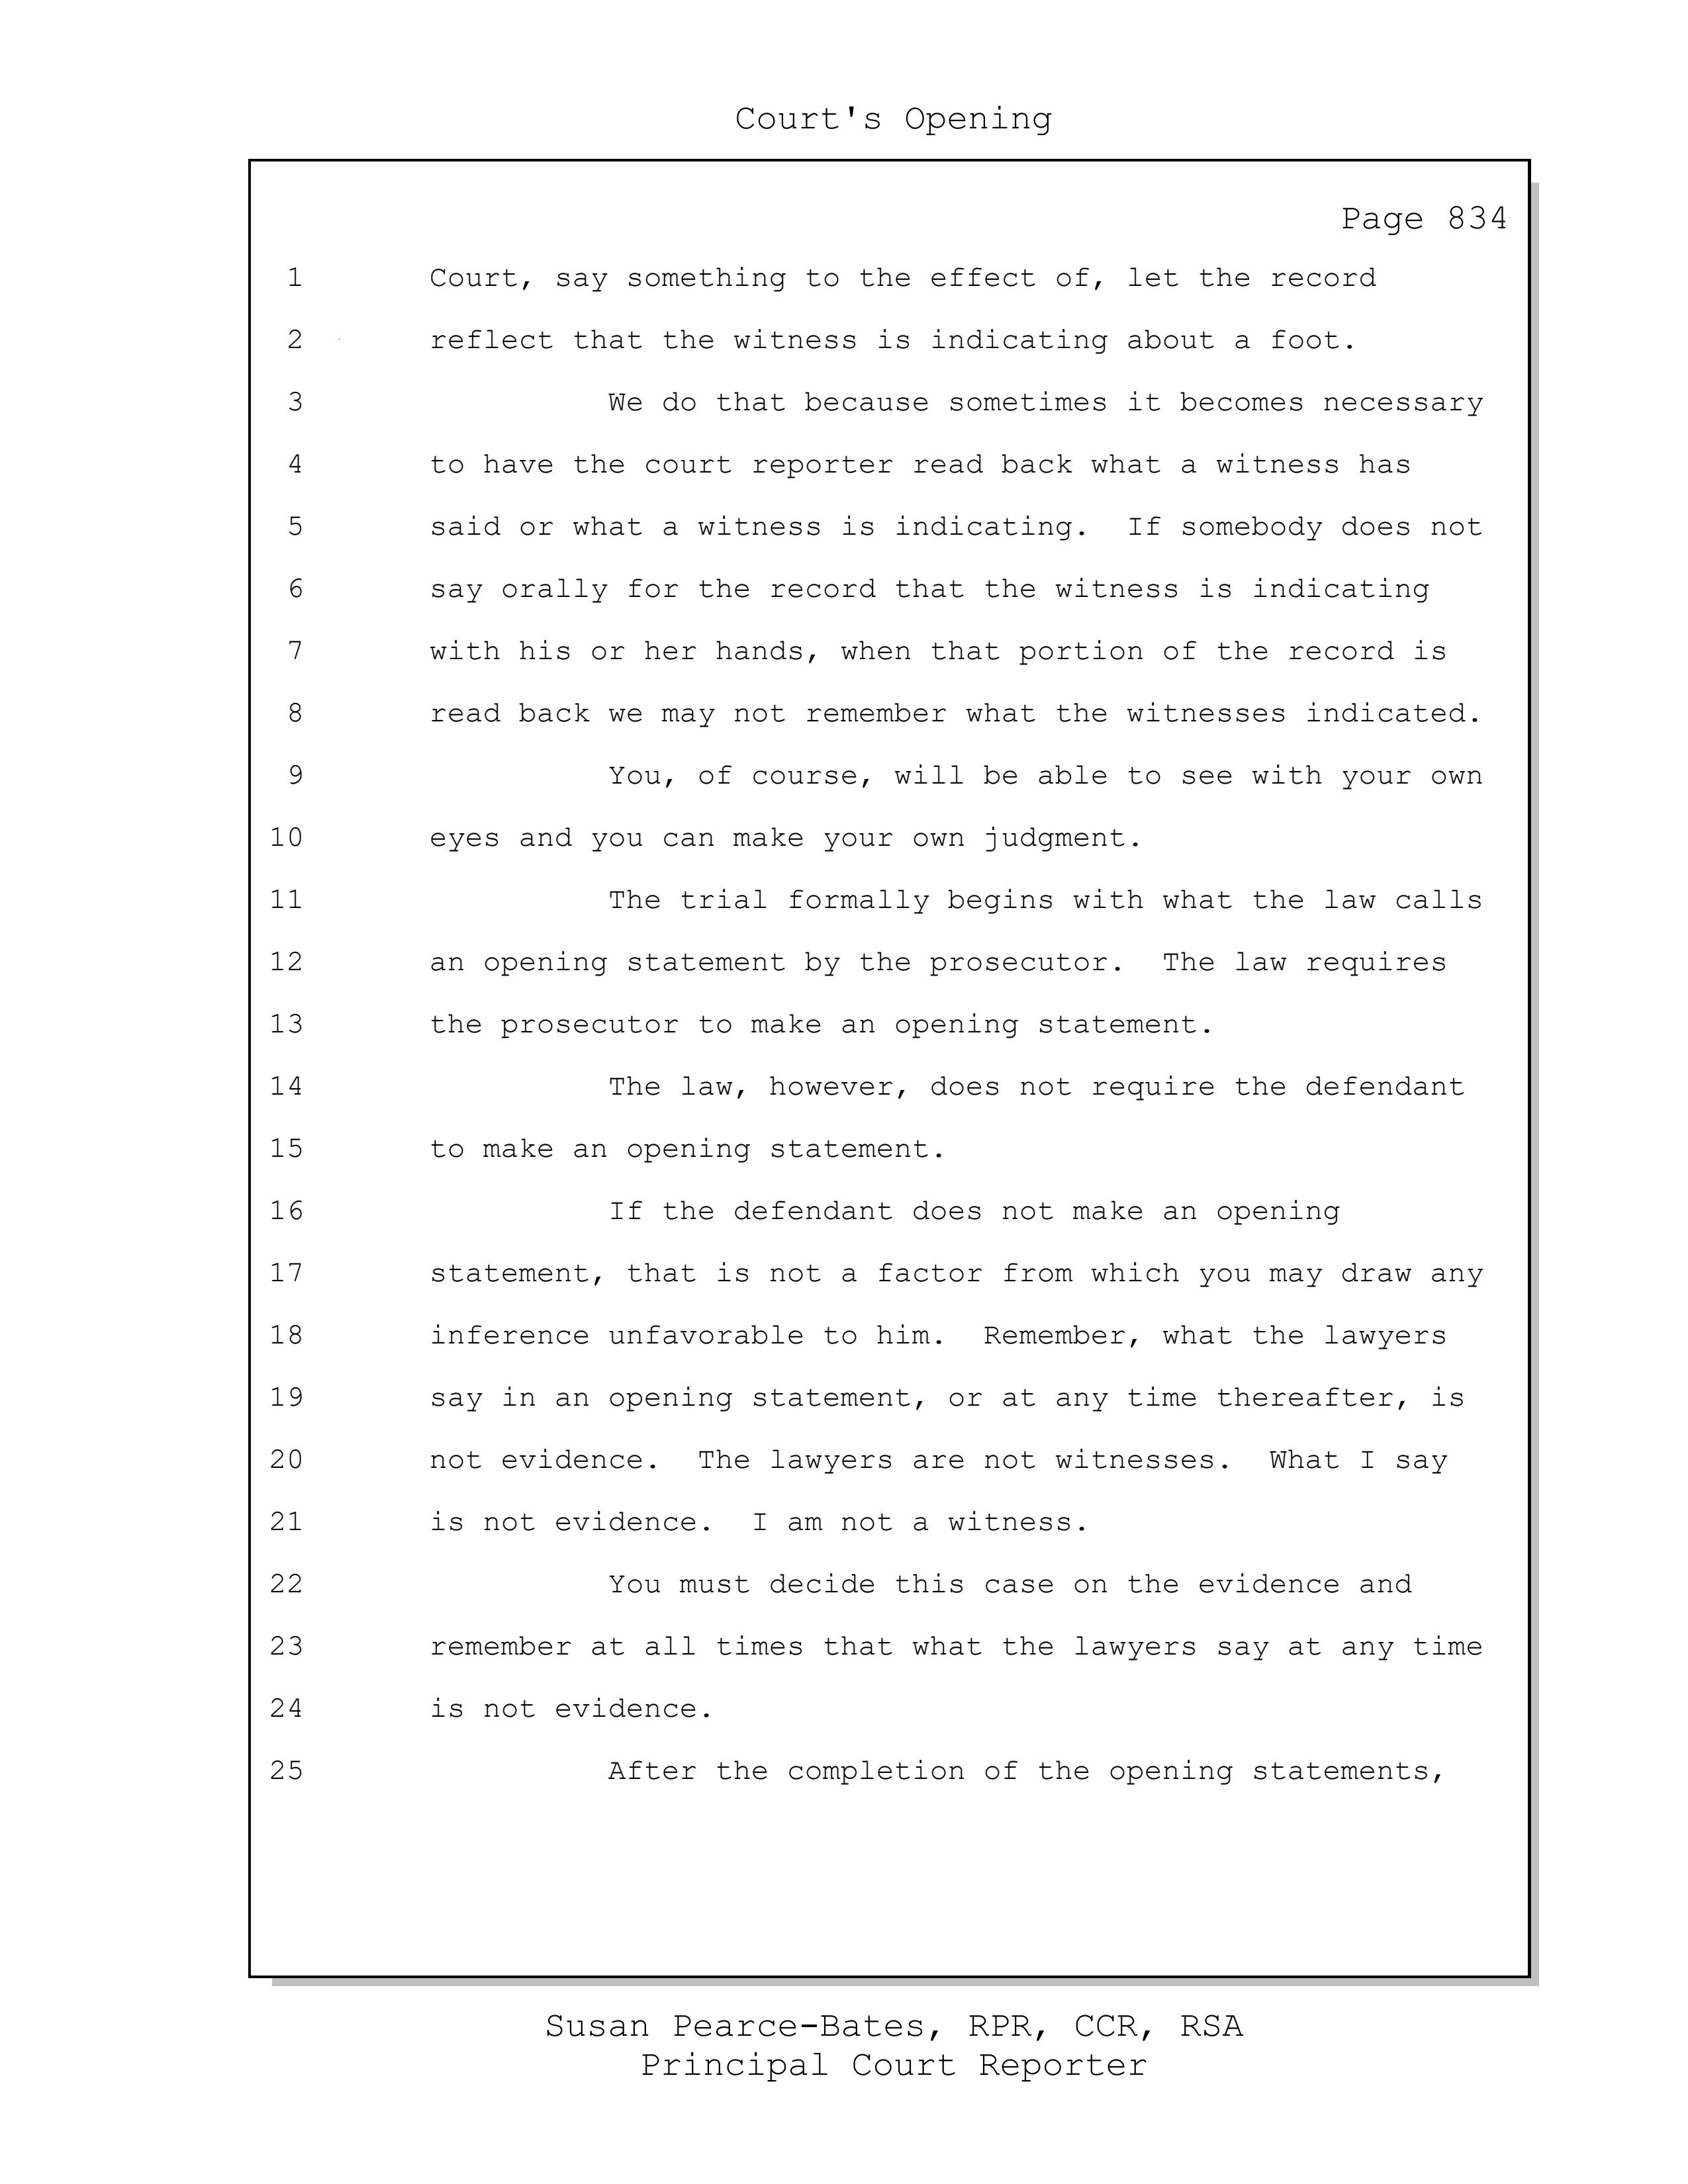 Court's Opening
Page 834
1 Court, say something to the effect of, let the record
2 reflect that the witness is indicating about a foot.
3 We do that because sometimes it becomes necessary
4 to have the court reporter read back what a witness has
5 said or what a witness is indicating. If somebody does not
6 say orally for the record that the witness is indicating
7 with his or her hands, when that portion of the record is
8 read back we may not remember what the witnesses indicated.
9 You, of course, will be able to see with your own
10 eyes and you can make your own judgment.
11 The trial formally begins with what the law calls
12 an opening statement by the prosecutor. The law requires
13 the prosecutor to make an opening statement.
14 The law, however, does not require the defendant
15 to make an opening statement.
16 If the defendant does not make an opening
17 statement, that is not a factor from which you may draw any
18 inference unfavorable to him. Remember, what the lawyers
19 say in an opening statement, or at any time thereafter, is
20 not evidence. The lawyers are not witnesses. What I say
21 is not evidence. I am not a witness.
22 You must decide this case on the evidence and
23 remember at all times that what the lawyers say at any time
24 is not evidence.
25 After the completion of the opening statements,
Susan Pearce-Bates, RPR, CCR, RSA
Principal Court Reporter